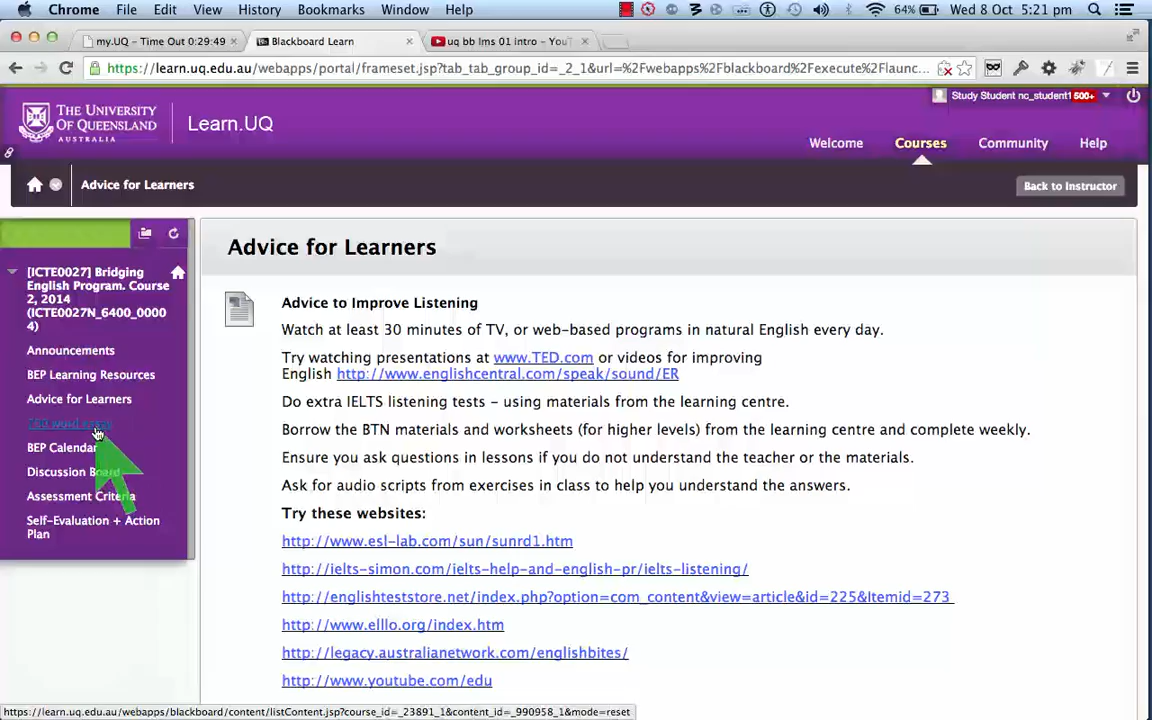 Chrome File Edit View History Bookmarks Window Help 64% Wed 8 Oct 5:21 pm
my.UQ - Time Out 0:29:49
Blackboard Learn
uq bb lms 01 intro - YouT
https://learn.uq.edu.au/webapps/portal/frameset.jsp?tab_tab_group_id=_2_1&url=%2Fwebapps%2Fblackboard%2Fexecute%2Flaunc...
THE UNIVERSITY
OF QUEENSLAND
AUSTRALIA
Learn.UQ
Study Student nc_student1 500+
Welcome Courses Community Help
Advice for Learners
Back to Instructor
[ICTE0027] Bridging
English Program. Course
2, 2014
(ICTE0027N_6400_0000
4)
Announcements
BEP Learning Resources
Advice for Learners
BEP Calendar
Discussion Board
Assessment Criteria
Self-Evaluation + Action
Plan
Advice for Learners
Advice to Improve Listening
Watch at least 30 minutes of TV, or web-based programs in natural English every day.
Try watching presentations at www.TED.com or videos for improving
English http://www.englishcentral.com/speak/sound/ER
Do extra IELTS listening tests – using materials from the learning centre.
Borrow the BTN materials and worksheets (for higher levels) from the learning centre and complete weekly.
Ensure you ask questions in lessons if you do not understand the teacher or the materials.
Ask for audio scripts from exercises in class to help you understand the answers.
Try these websites:
http://www.esl-lab.com/sun/sunrd1.htm
http://ielts-simon.com/ielts-help-and-english-pr/ielts-listening/
http://englishteststore.net/index.php?option=com_content&view=article&id=225&Itemid=273
http://www.elllo.org/index.htm
http://legacy.australianetwork.com/englishbites/
http://www.youtube.com/edu
https://learn.uq.edu.au/webapps/blackboard/content/listContent.jsp?course_id=_23891_1&content_id=_990958_1&mode=reset